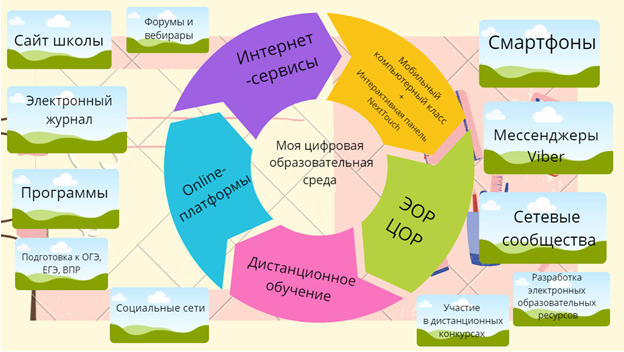 Сайт школы
Форумы и
вебирары
Электронный
журнал
Программы
Подготовка к ОГЭ,
ЕГЭ, ВПР
Социальные сети
Интернет
-сервисы
Мобильный
компьютерный класс
+
Интерактивная панель
NextTouch
ЭОР
ЦОР
Дистанционное
обучение
Online-
платформы
Моя цифровая
образовательная
среда
Смартфоны
Мессенджеры
Viber
Сетевые
сообщества
Разработка
электронных
образовательных
ресурсов
Участие
в дистанционных
конкурсах